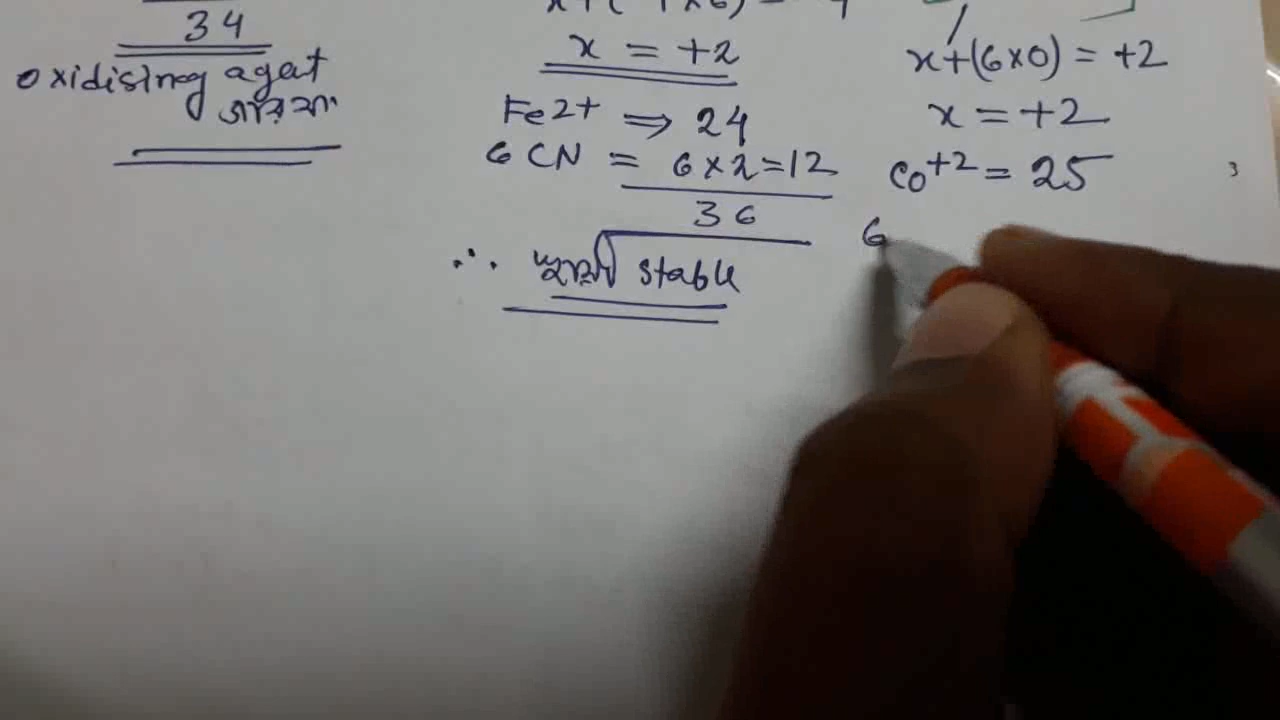 34
oxidising agent
x = +2
Fe2+ ⇒ 24
6 CN = 6×2=12
36
∴ stable
x+(6×0) = +2
x = +2
Co+2 = 25
6